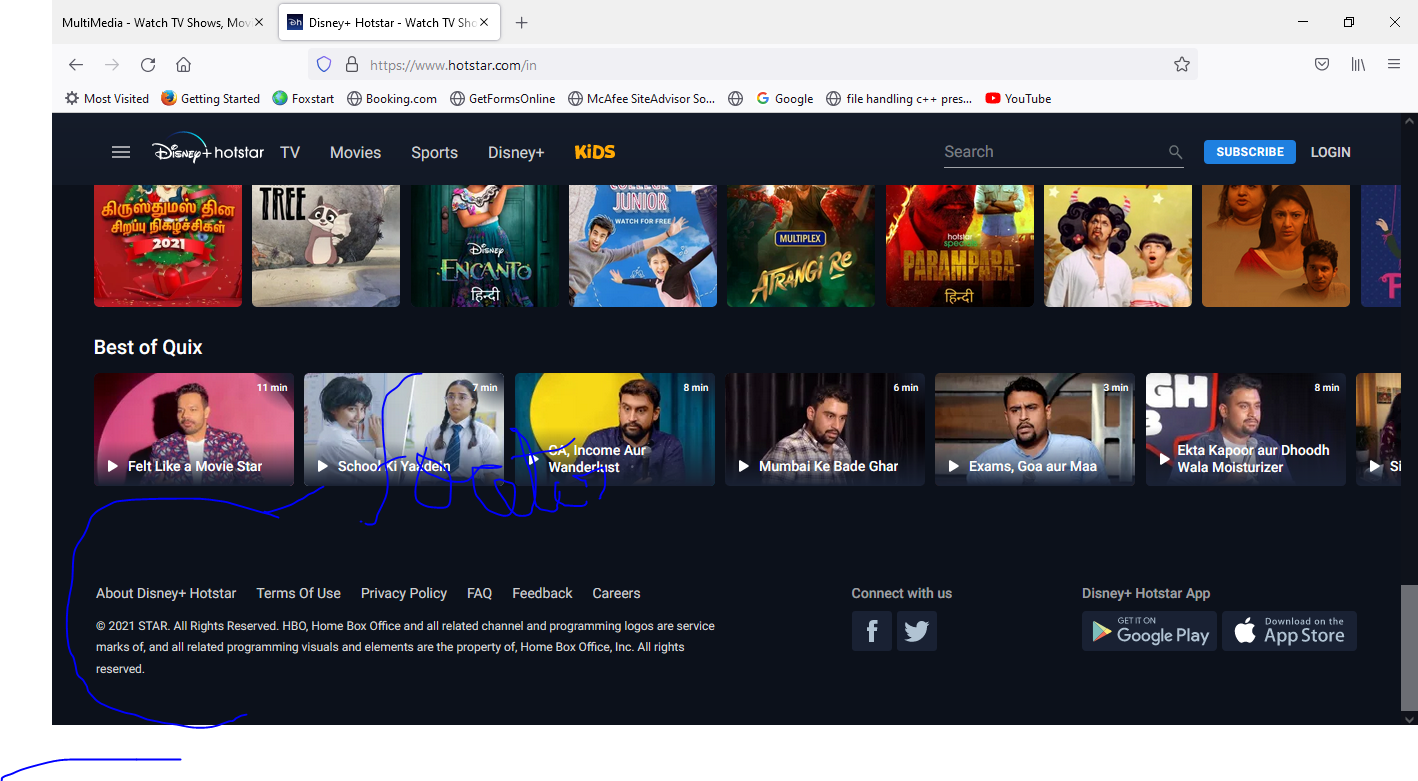 MultiMedia - Watch TV Shows, Mov
Disney+ Hotstar - Watch TV Sho
https://www.hotstar.com/in
Most Visited Getting Started Foxstart Booking.com GetFormsOnline McAfee SiteAdvisor So... Google file handling c++ pres... YouTube
Disney+ hotstar TV Movies Sports Disney+ KiDS Search SUBSCRIBE LOGIN
கிருஸ்துமஸ் தின
சிறப்பு நிகழ்ச்சிகள்
2021
TREE
Disney
ENCANTO
हिन्दी
COLLEGE
JUNIOR
WATCH FOR FREE
MULTIPLEX
ATRANGI RE
hotstar
specials
PARAMPARA
हिन्दी
Best of Quix
11 min
Felt Like a Movie Star
7 min
School Ki Yaadein
8 min
CA, Income Aur
Wanderlust
6 min
Mumbai Ke Bade Ghar
3 min
Exams, Goa aur Maa
8 min
Ekta Kapoor aur Dhoodh
Wala Moisturizer
Si
About Disney+ Hotstar Terms Of Use Privacy Policy FAQ Feedback Careers
© 2021 STAR. All Rights Reserved. HBO, Home Box Office and all related channel and programming logos are service
marks of, and all related programming visuals and elements are the property of, Home Box Office, Inc. All rights
reserved.
Connect with us
Disney+ Hotstar App
GET IT ON
Google Play
Download on the
App Store